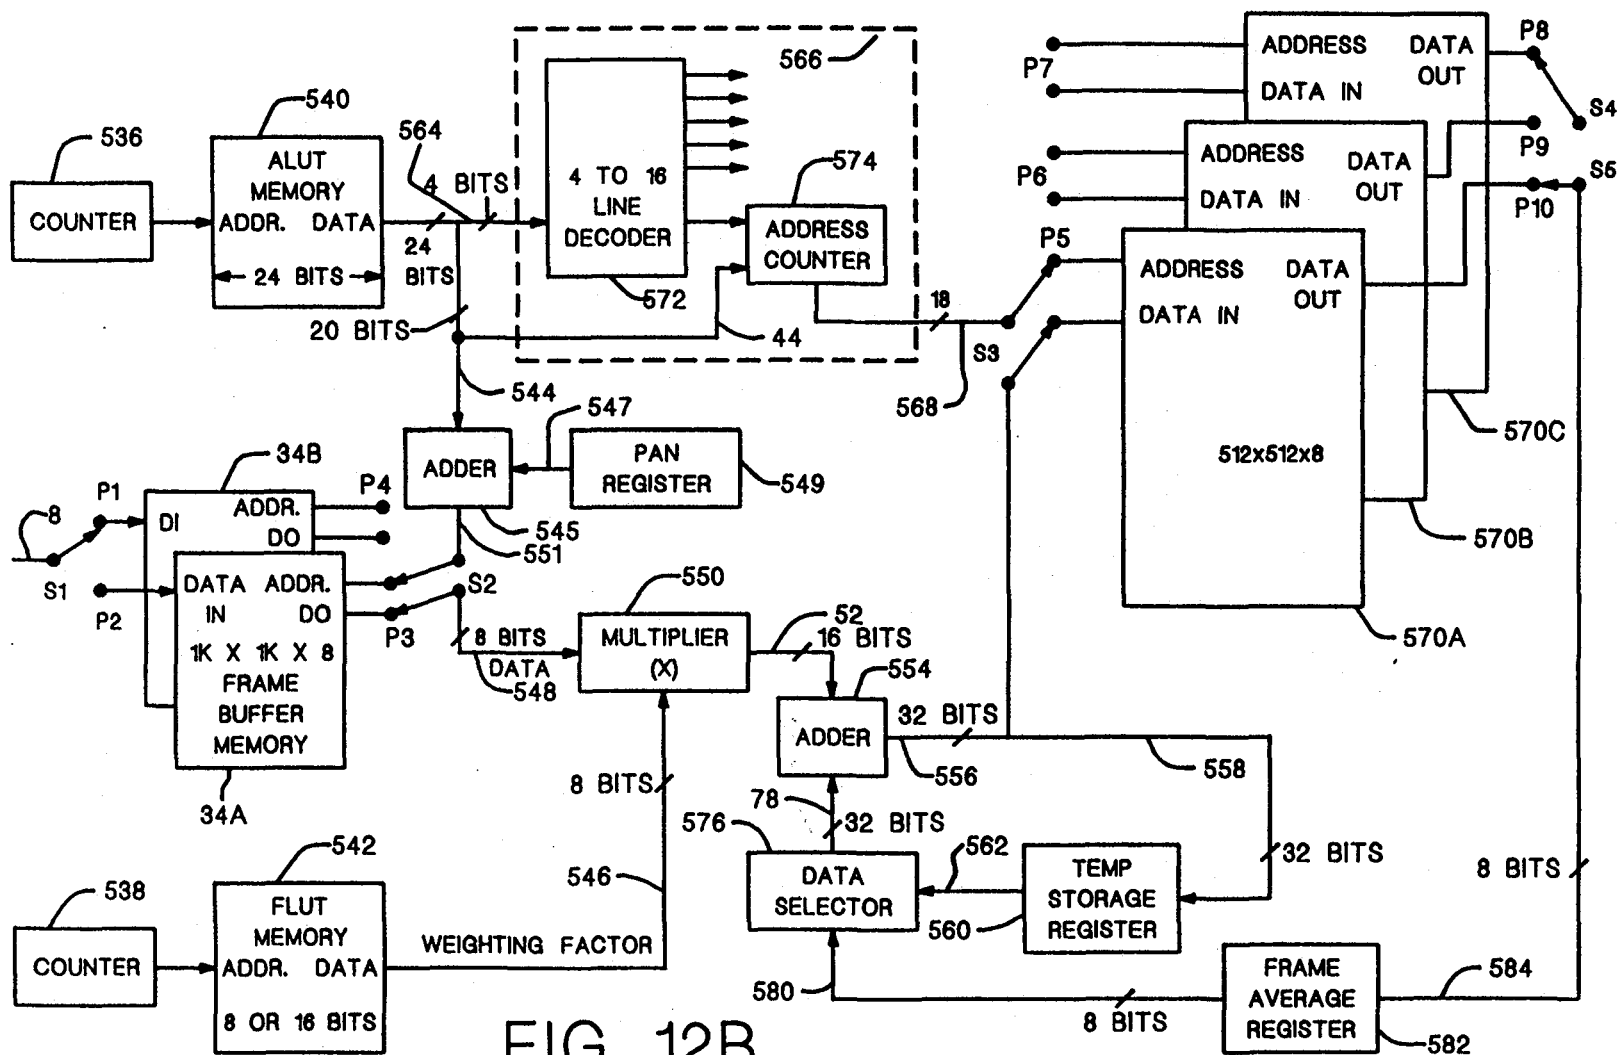 566
P7
ADDRESS
DATA OUT
DATA IN
P8
S4
P9
S5
P10
536
COUNTER
540
ALUT
MEMORY
ADDR. DATA
24 BITS
564
4 BITS
24
BITS
20 BITS
4 TO 16
LINE
DECODER
572
574
ADDRESS
COUNTER
44
18
568
S3
P6
ADDRESS
DATA IN
DATA
OUT
P5
ADDRESS
DATA IN
DATA
OUT
512x512x8
570C
570B
570A
544
547
ADDER
545
551
PAN
REGISTER
549
8
S1
P1
P2
34B
DI
ADDR.
DO
P4
DATA
IN
ADDR.
DO
1K X 1K X 8
FRAME
BUFFER
MEMORY
34A
P3
S2
8 BITS
DATA
548
550
MULTIPLIER
(X)
52
16 BITS
554
ADDER
32 BITS
556
558
78
32 BITS
576
DATA
SELECTOR
562
560
TEMP
STORAGE
REGISTER
32 BITS
8 BITS
8 BITS
546
538
COUNTER
542
FLUT
MEMORY
ADDR. DATA
8 OR 16 BITS
WEIGHTING FACTOR
580
8 BITS
FRAME
AVERAGE
REGISTER
584
582
FIG. 12B